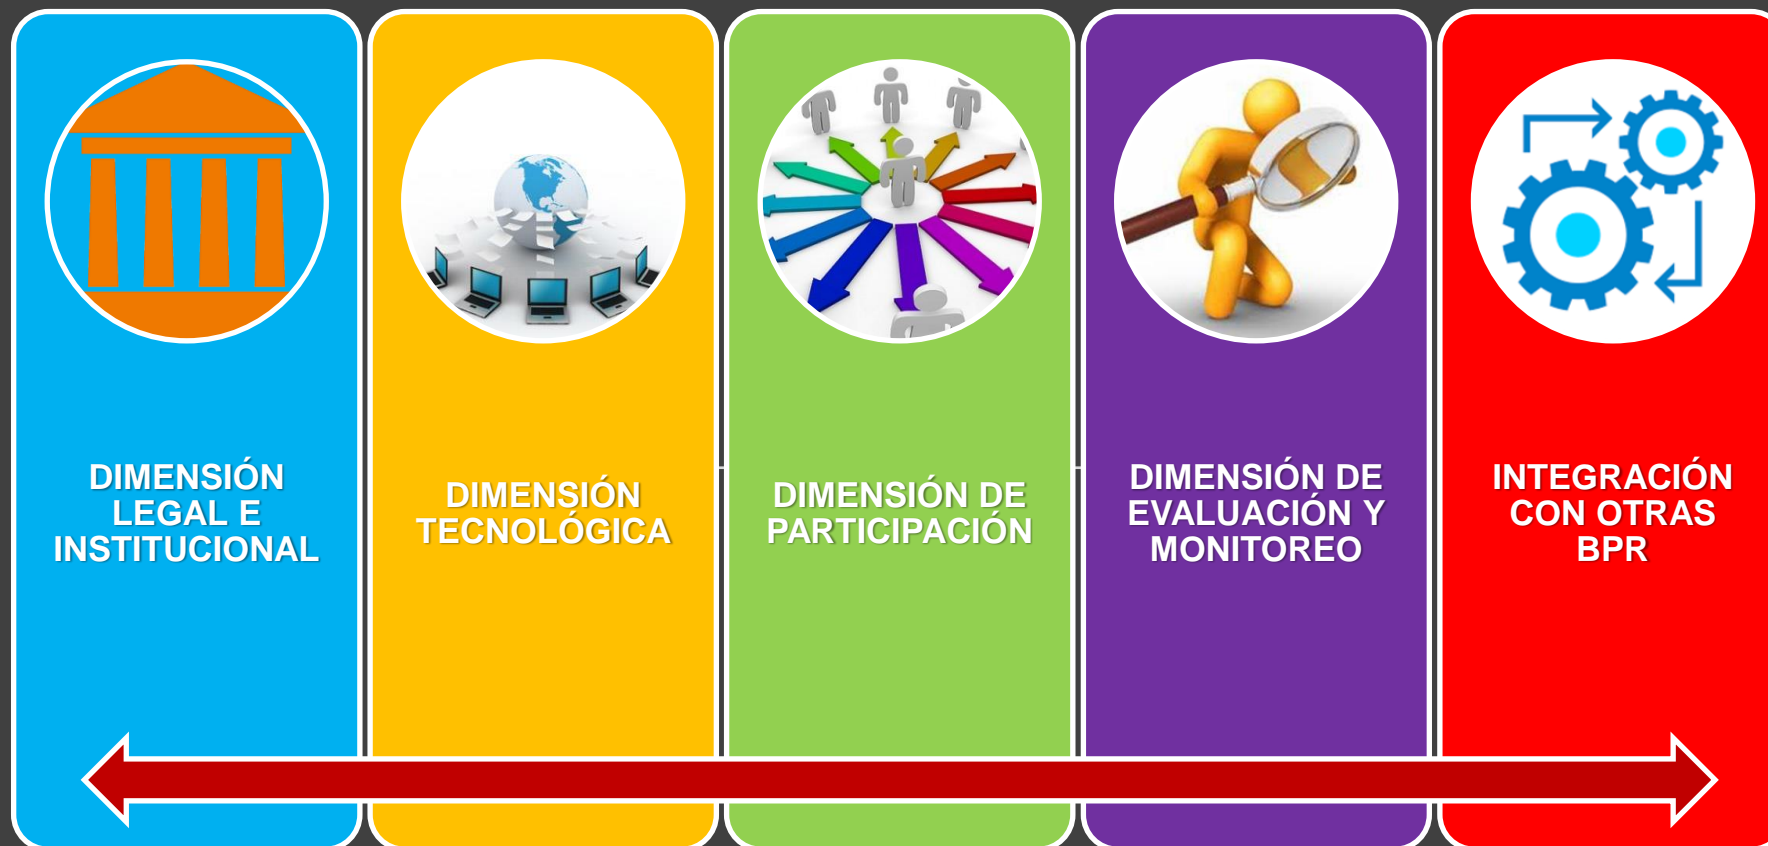 DIMENSIÓN
LEGAL E
INSTITUCIONAL
DIMENSIÓN
TECNOLÓGICA
DIMENSIÓN DE
PARTICIPACIÓN
DIMENSIÓN DE
EVALUACIÓN Y
MONITOREO
INTEGRACIÓN
CON OTRAS
BPR